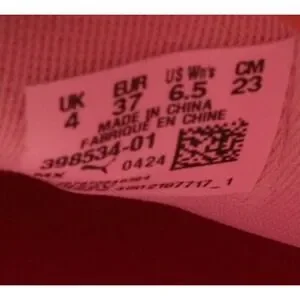 UK EUR US Wn's CM
4 37 6.5 23
MADE IN CHINA
FABRIQUÉ EN CHINE
398534-01
0424